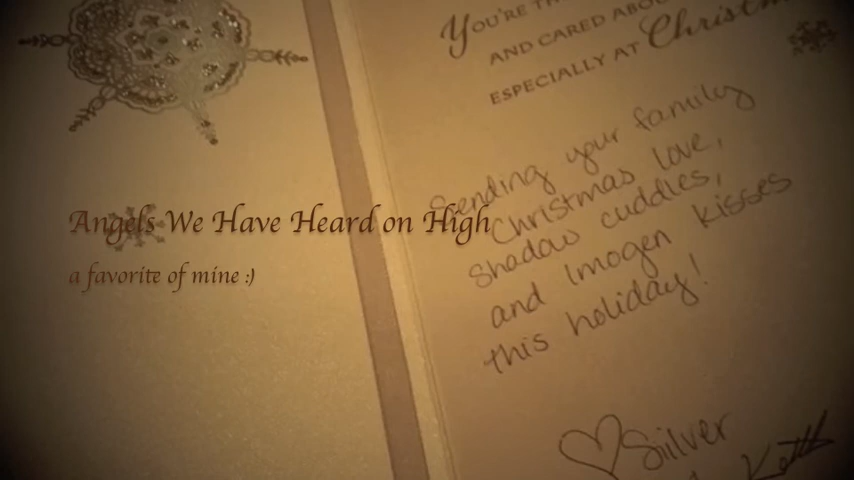 YOU'RE TH
AND CARED ABOU
ESPECIALLY AT Christm
Sending your family
Christmas love,
Shadow cuddles,
and Imogen kisses
this holiday!
Siilver
Angels We Have Heard on High
a favorite of mine :)